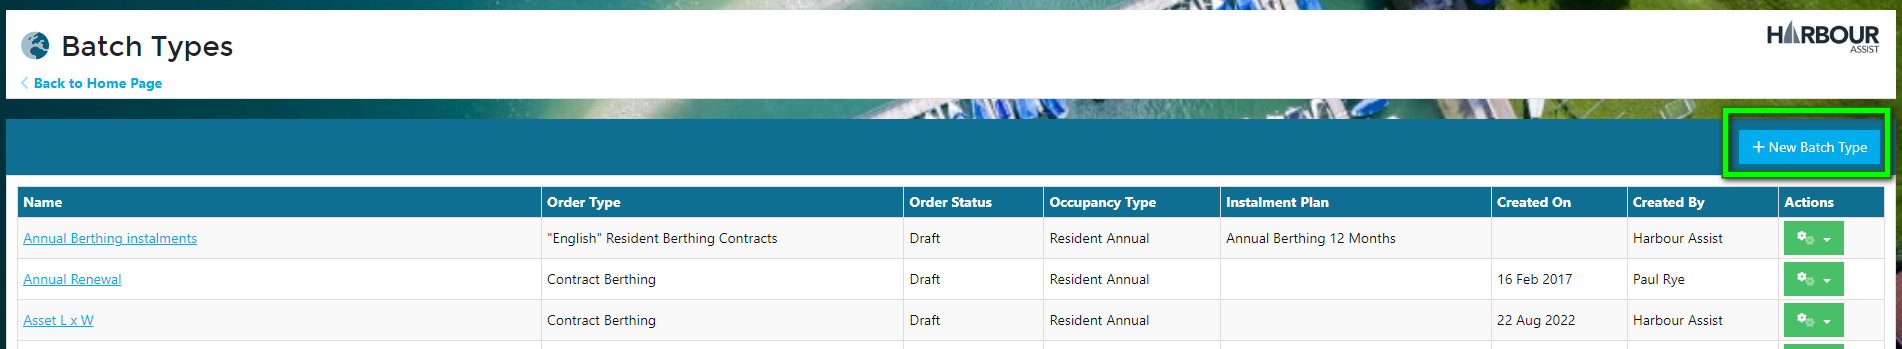 Batch Types
HARBOUR
ASSIST
Back to Home Page
+ New Batch Type
Name Order Type Order Status Occupancy Type Instalment Plan Created On Created By Actions
Annual Berthing instalments "English" Resident Berthing Contracts Draft Resident Annual Annual Berthing 12 Months Harbour Assist
Annual Renewal Contract Berthing Draft Resident Annual 16 Feb 2017 Paul Rye
Asset L x W Contract Berthing Draft Resident Annual 22 Aug 2022 Harbour Assist